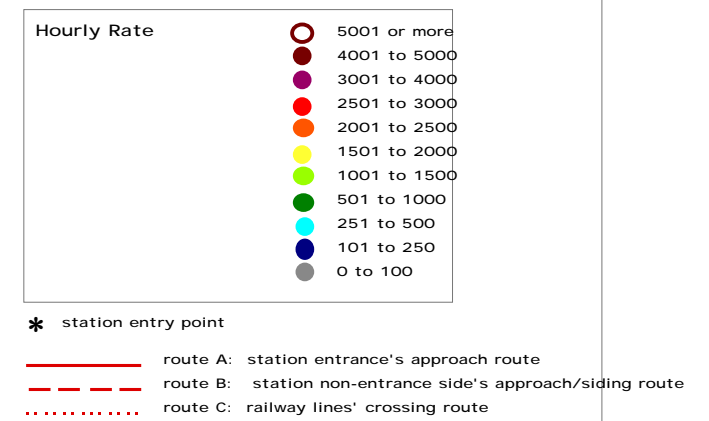 Hourly Rate
5001 or more
4001 to 5000
3001 to 4000
2501 to 3000
2001 to 2500
1501 to 2000
1001 to 1500
501 to 1000
251 to 500
101 to 250
0 to 100
* station entry point
route A: station entrance's approach route
route B: station non-entrance side's approach/siding route
route C: railway lines' crossing route